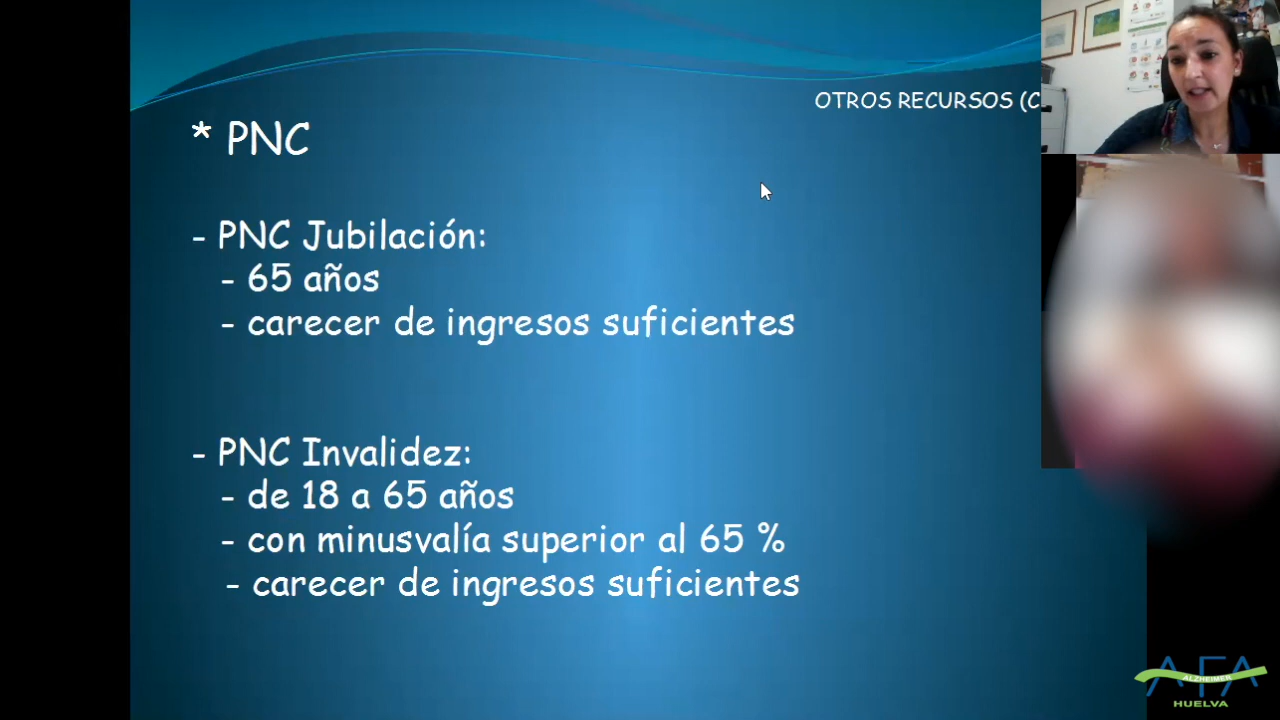 OTROS RECURSOS (C
* PNC
- PNC Jubilación:
- 65 años
- carecer de ingresos suficientes
- PNC Invalidez:
- de 18 a 65 años
- con minusvalía superior al 65 %
- carecer de ingresos suficientes
AFA
ALZHEIMER
HUELVA